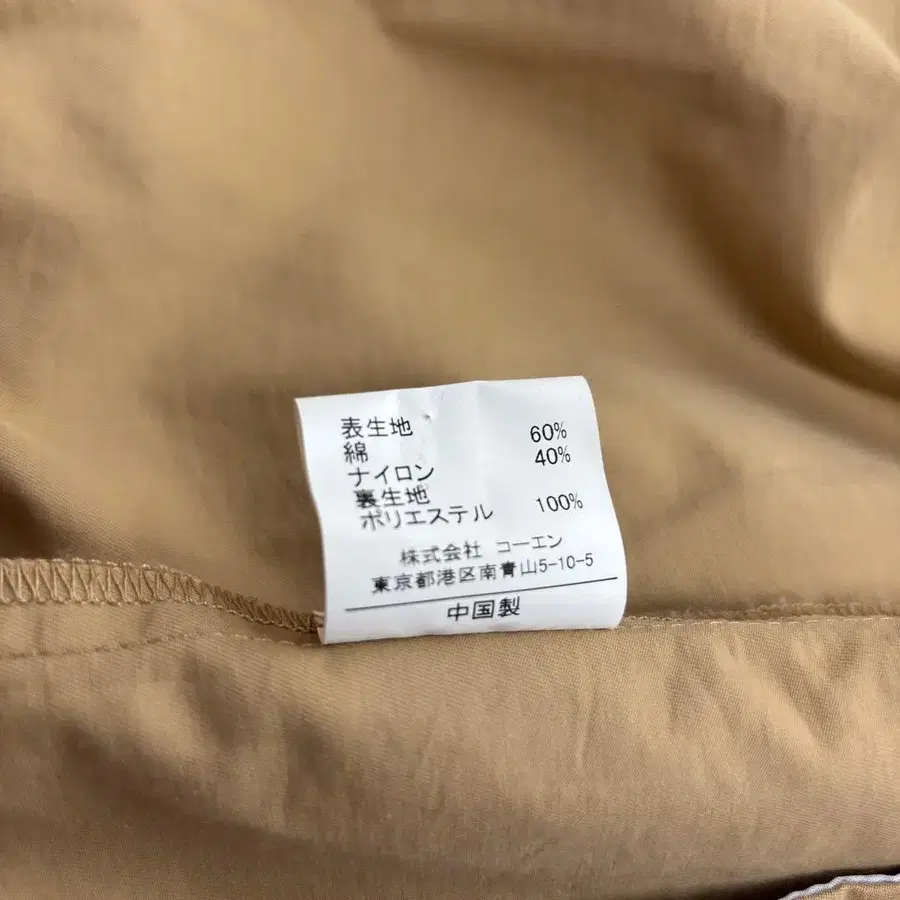 表生地
綿 60%
ナイロン 40%
裏生地
ポリエステル 100%
株式会社 コーエン
東京都港区南青山5-10-5
中国製